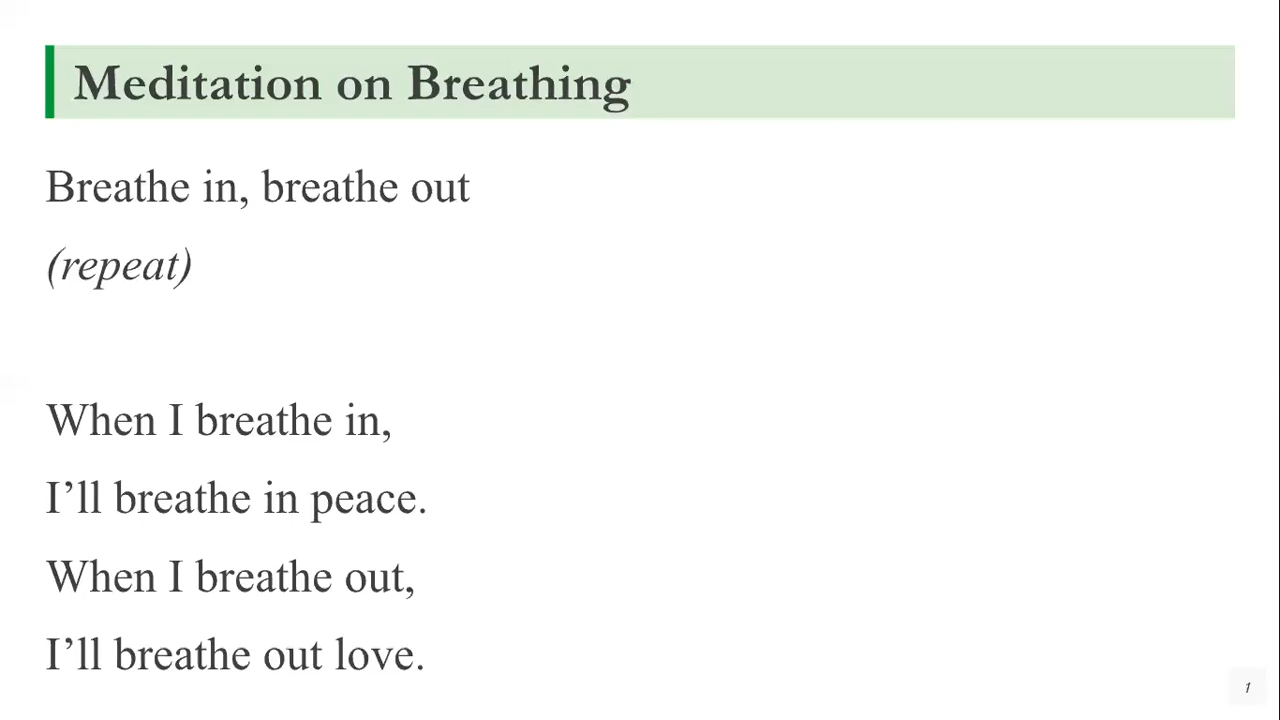 Meditation on Breathing
Breathe in, breathe out
(repeat)
When I breathe in,
I’ll breathe in peace.
When I breathe out,
I’ll breathe out love.
1